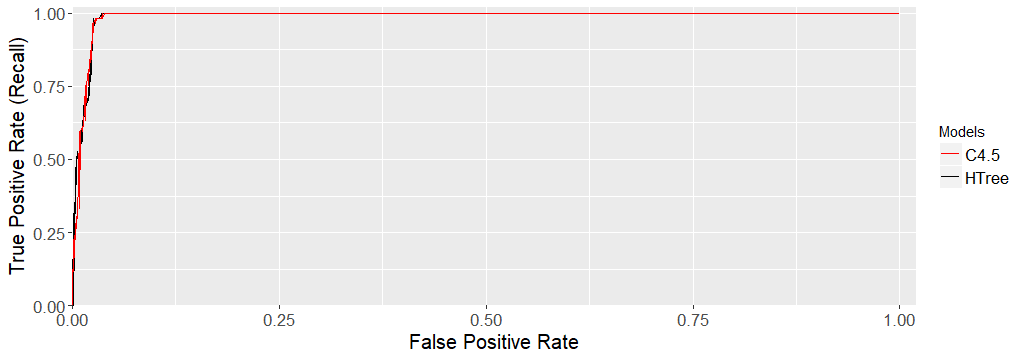 True Positive Rate (Recall)
1.00
0.75
0.50
0.25
0.00
0.00 0.25 0.50 0.75 1.00
False Positive Rate
Models
C4.5
HTree